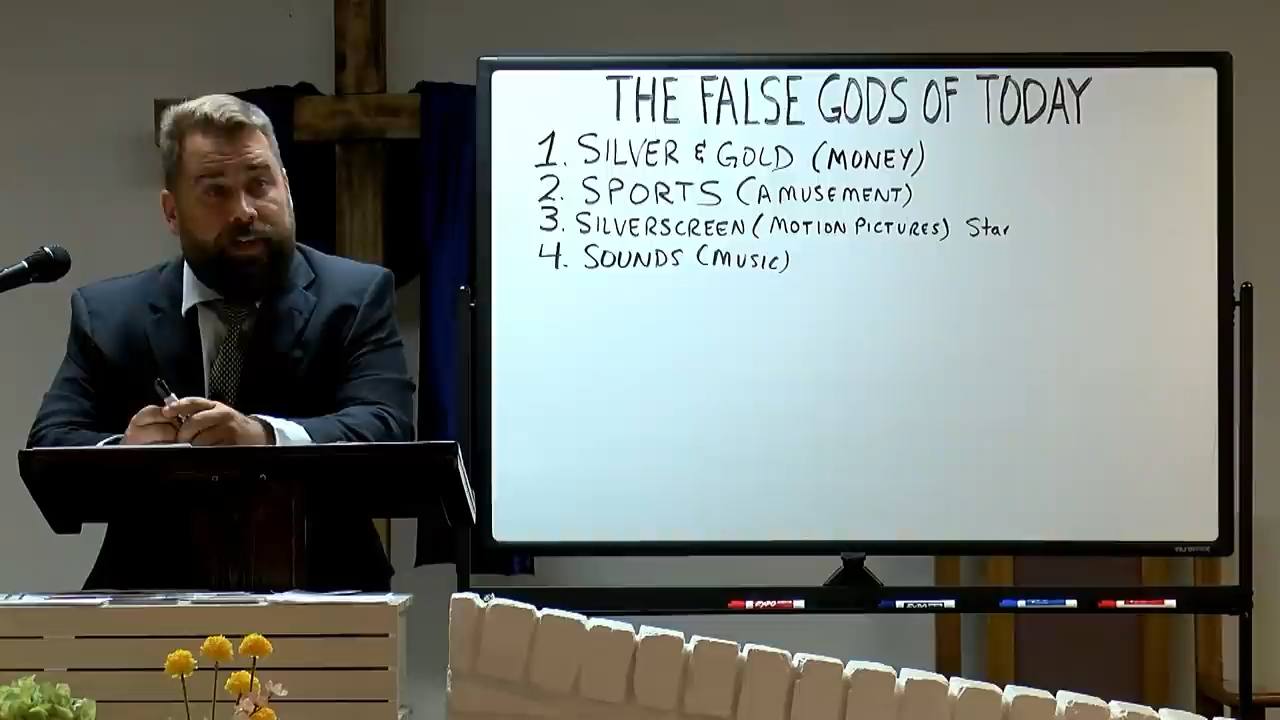 THE FALSE GODS OF TODAY
1. SILVER & GOLD (MONEY)
2. SPORTS (AMUSEMENT)
3. SILVERSCREEN (MOTION PICTURES) Star
4. SOUNDS (MUSIC)
EXPO